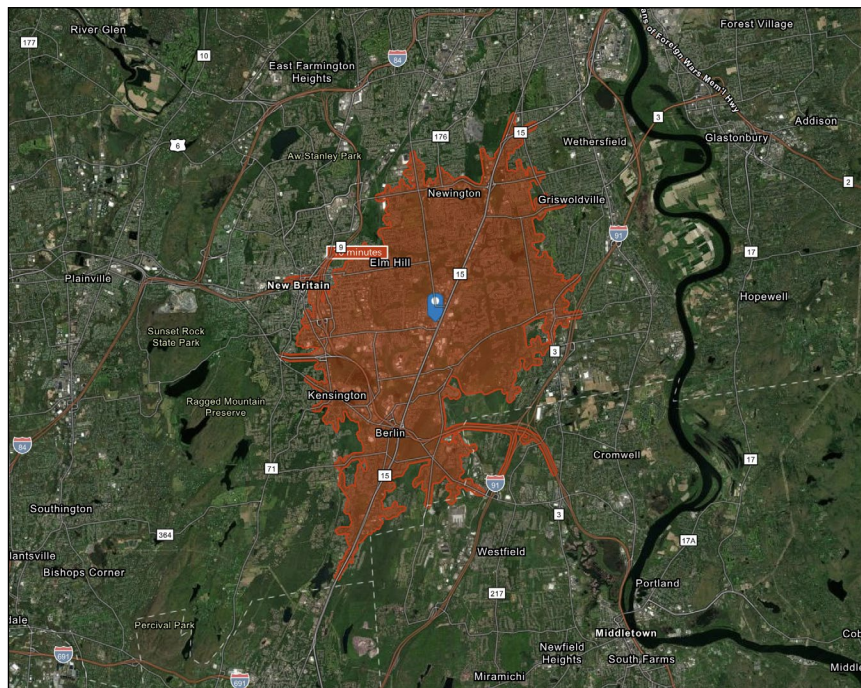 River Glen
177
10
84
East Farmington
Heights
Forest Village
ans of Foreign Wars Mem'l Hwy
3
Addison
176
15
Wethersfield
Glastonbury
6
Aw Stanley Park
2
Newington
Griswoldville
91
9
minutes
Elm Hill
17
Plainville
15
New Britain
Hopewell
Sunset Rock
State Park
3
Kensington
Ragged Mountain
Preserve
Berlin
84
Cromwell
17
71
15
91
Southington
3
364
17A
lantsville
Westfield
Bishops Corner
Portland
217
dale
Percival Park
Middletown
Cob
691
Newfield
Heights
South Farms
Middle
691
Miramichi